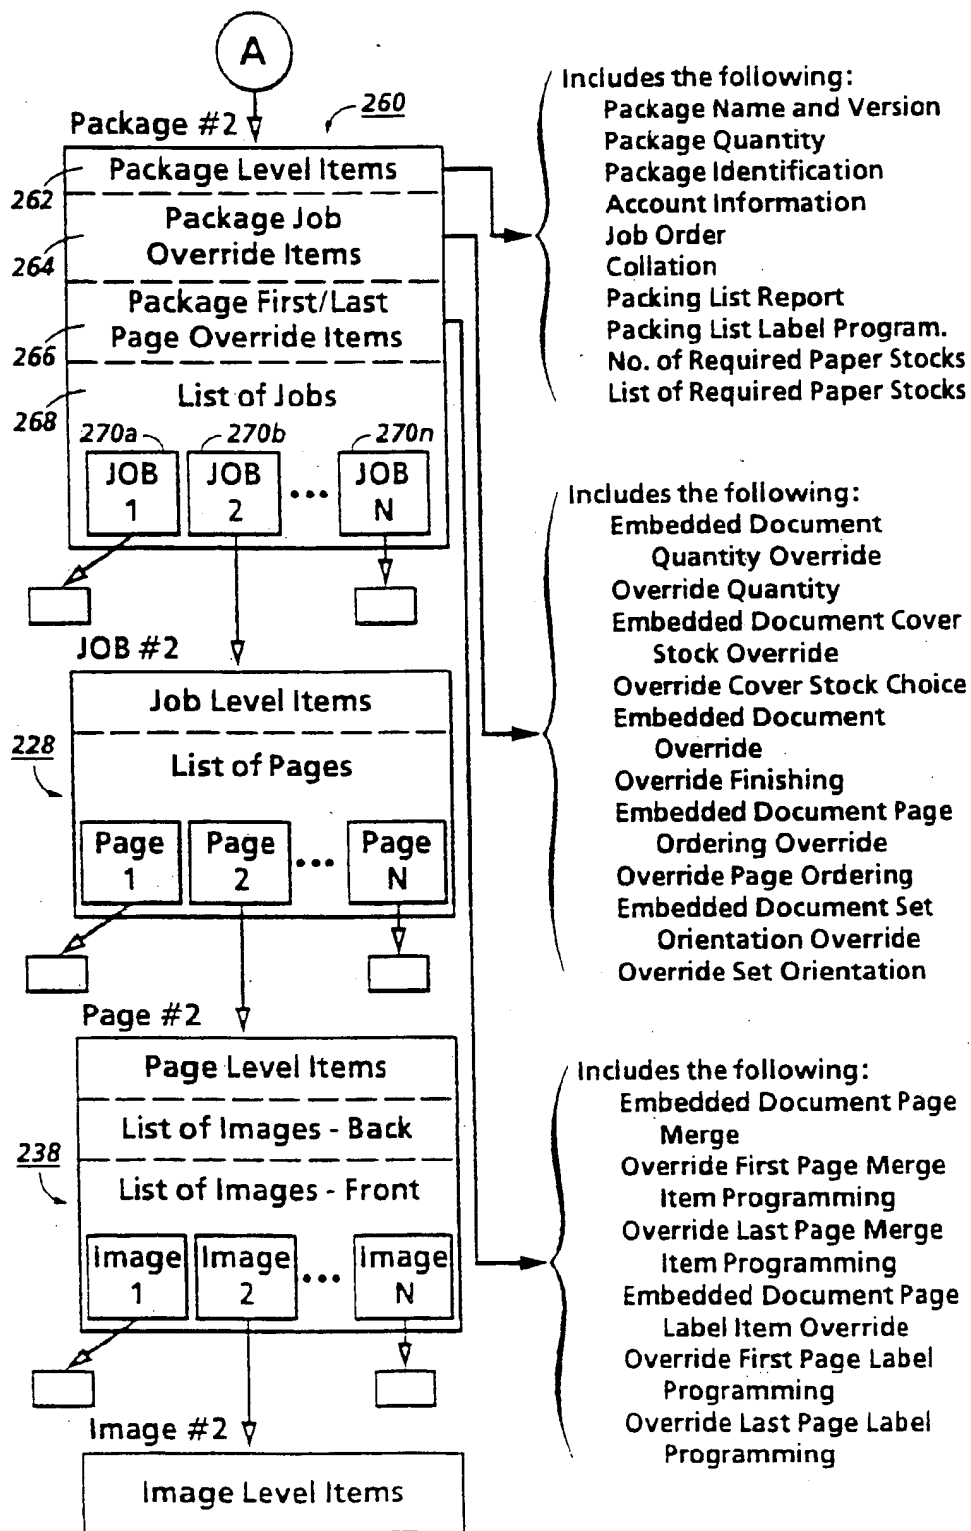 A
Package #2
260
Package Level Items
262
Package Job
Override Items
264
Package First/Last
Page Override Items
266
List of Jobs
268
270a
270b
270n
JOB
1
JOB
2
•••
JOB
N
JOB #2
Job Level Items
228
List of Pages
Page
1
Page
2
•••
Page
N
Page #2
Page Level Items
List of Images - Back
238
List of Images - Front
Image
1
Image
2
•••
Image
N
Image #2
Image Level Items
Includes the following:
Package Name and Version
Package Quantity
Package Identification
Account Information
Job Order
Collation
Packing List Report
Packing List Label Program.
No. of Required Paper Stocks
List of Required Paper Stocks
Includes the following:
Embedded Document
Quantity Override
Override Quantity
Embedded Document Cover
Stock Override
Override Cover Stock Choice
Embedded Document
Override
Override Finishing
Embedded Document Page
Ordering Override
Override Page Ordering
Embedded Document Set
Orientation Override
Override Set Orientation
Includes the following:
Embedded Document Page
Merge
Override First Page Merge
Item Programming
Override Last Page Merge
Item Programming
Embedded Document Page
Label Item Override
Override First Page Label
Programming
Override Last Page Label
Programming